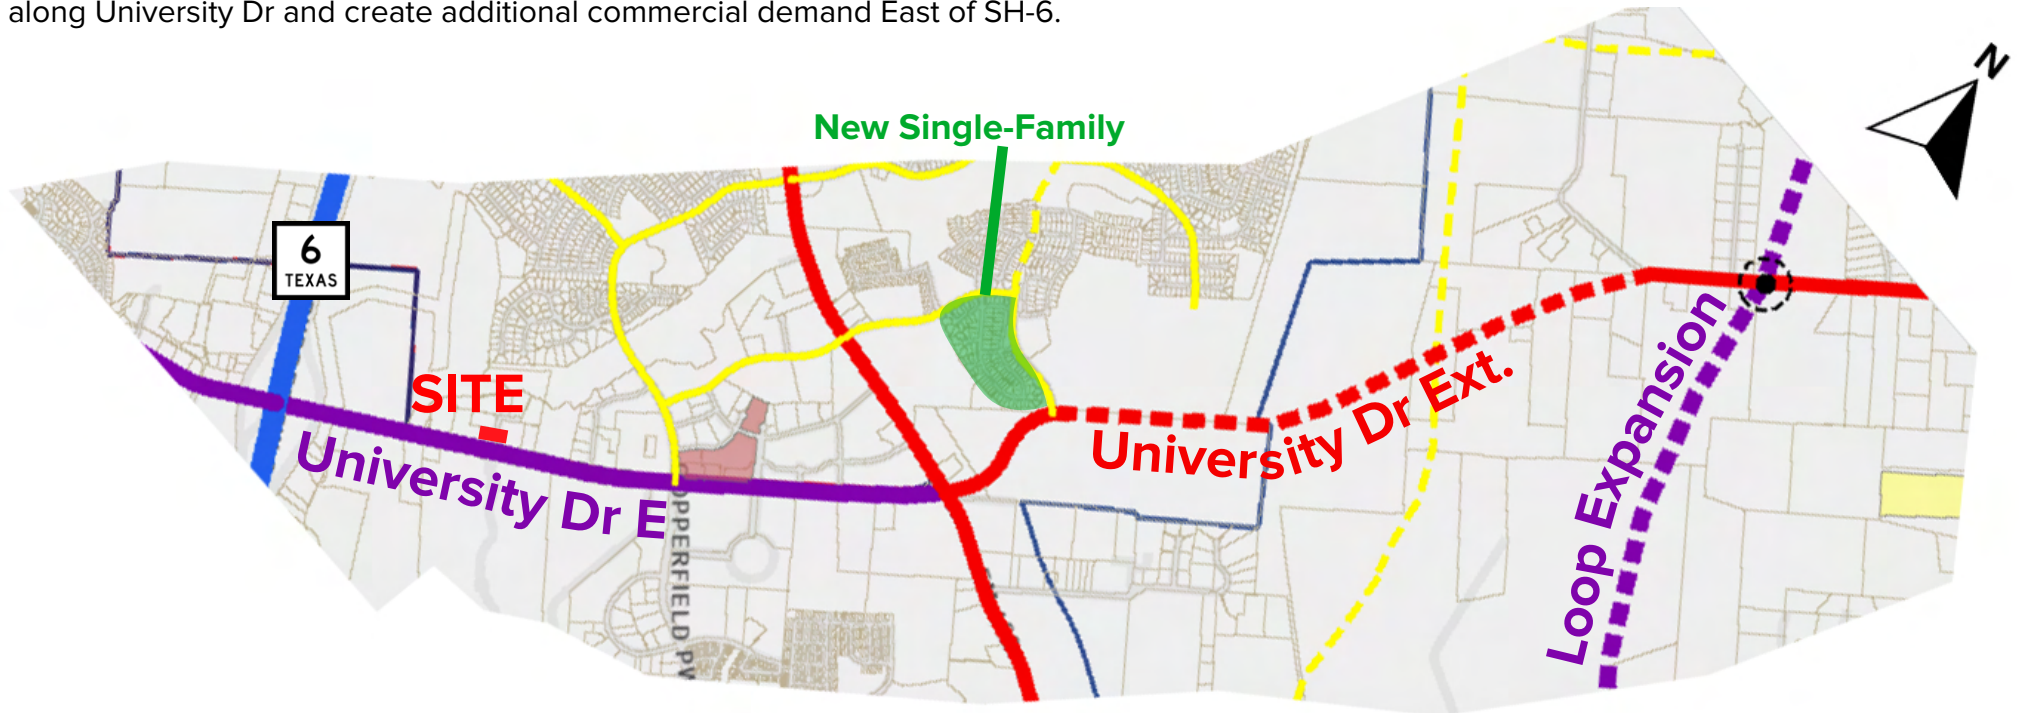 along University Dr and create additional commercial demand East of SH-6.
N
New Single-Family
6
TEXAS
SITE
University Dr E
University Dr Ext.
Loop Expansion